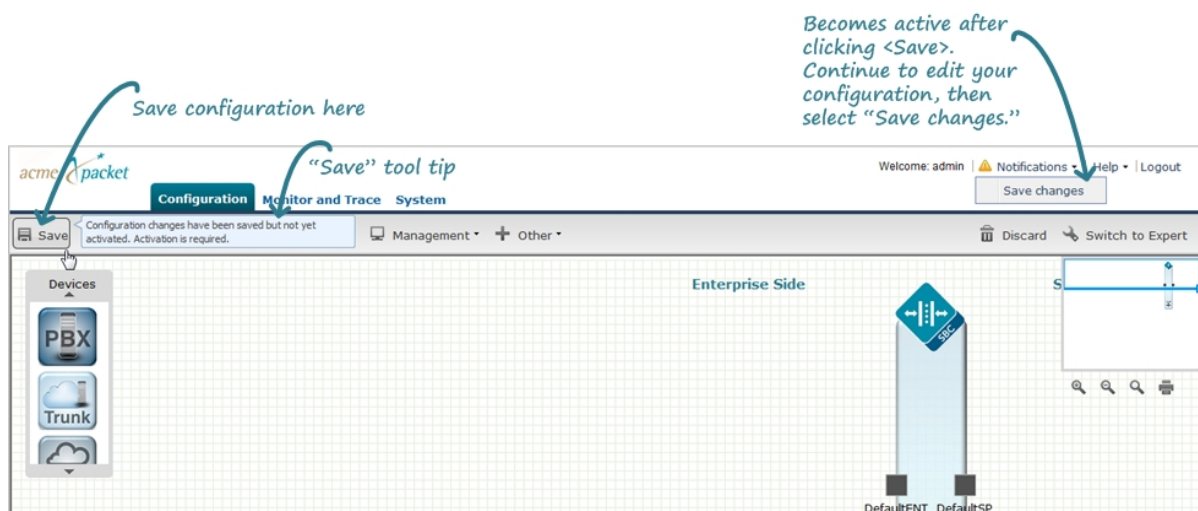 Becomes active after
clicking <Save>.
Continue to edit your
configuration, then
select “Save changes.”
Save configuration here
“Save” tool tip
acme packet
Welcome: admin | Notifications Help | Logout
Save changes
Configuration Monitor and Trace System
Save
Configuration changes have been saved but not yet
activated. Activation is required.
Management Other
Discard Switch to Expert
Devices
Enterprise Side
S
PBX
SBC
Trunk
DefaultENT DefaultSP